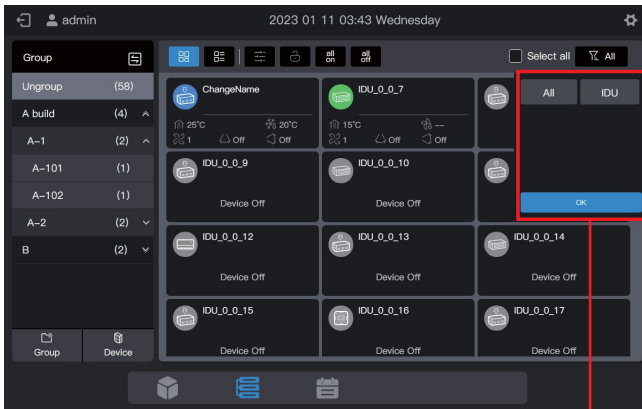 admin
2023 01 11 03:43 Wednesday
Group
Ungroup (58)
A build (4)
A-1 (2)
A-101 (1)
A-102 (1)
A-2 (2)
B (2)
Group
Device
all on
all off
Select all
All
ChangeName
25°C 20°C
1 Off Off
IDU_0_0_7
15°C --
1 Off Off
All IDU
OK
IDU_0_0_9
Device Off
IDU_0_0_10
Device Off
IDU_0_0_12
Device Off
IDU_0_0_13
Device Off
IDU_0_0_14
Device Off
IDU_0_0_15
Device Off
IDU_0_0_16
Device Off
IDU_0_0_17
Device Off